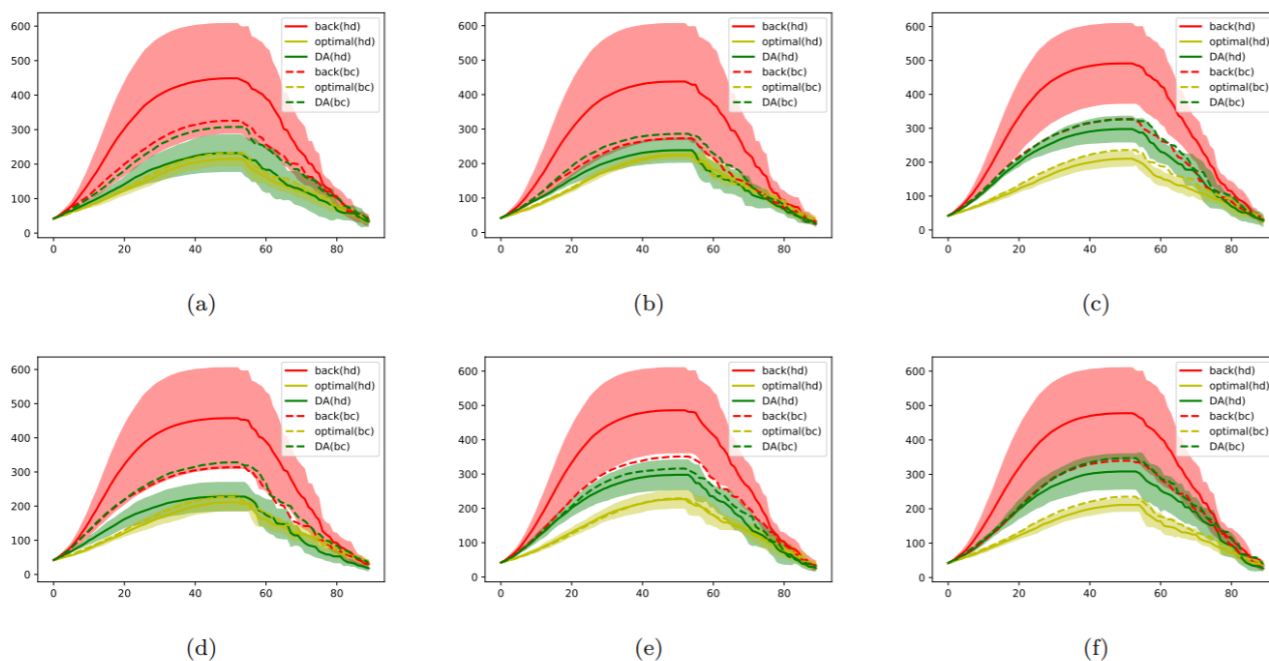 600
500
400
300
200
100
0
0 20 40 60 80
back(hd)
optimal(hd)
DA(hd)
back(bc)
optimal(bc)
DA(bc)
(a)
600
500
400
300
200
100
0
0 20 40 60 80
back(hd)
optimal(hd)
DA(hd)
back(bc)
optimal(bc)
DA(bc)
(b)
600
500
400
300
200
100
0
0 20 40 60 80
back(hd)
optimal(hd)
DA(hd)
back(bc)
optimal(bc)
DA(bc)
(c)
600
500
400
300
200
100
0
0 20 40 60 80
back(hd)
optimal(hd)
DA(hd)
back(bc)
optimal(bc)
DA(bc)
(d)
600
500
400
300
200
100
0
0 20 40 60 80
back(hd)
optimal(hd)
DA(hd)
back(bc)
optimal(bc)
DA(bc)
(e)
600
500
400
300
200
100
0
0 20 40 60 80
back(hd)
optimal(hd)
DA(hd)
back(bc)
optimal(bc)
DA(bc)
(f)